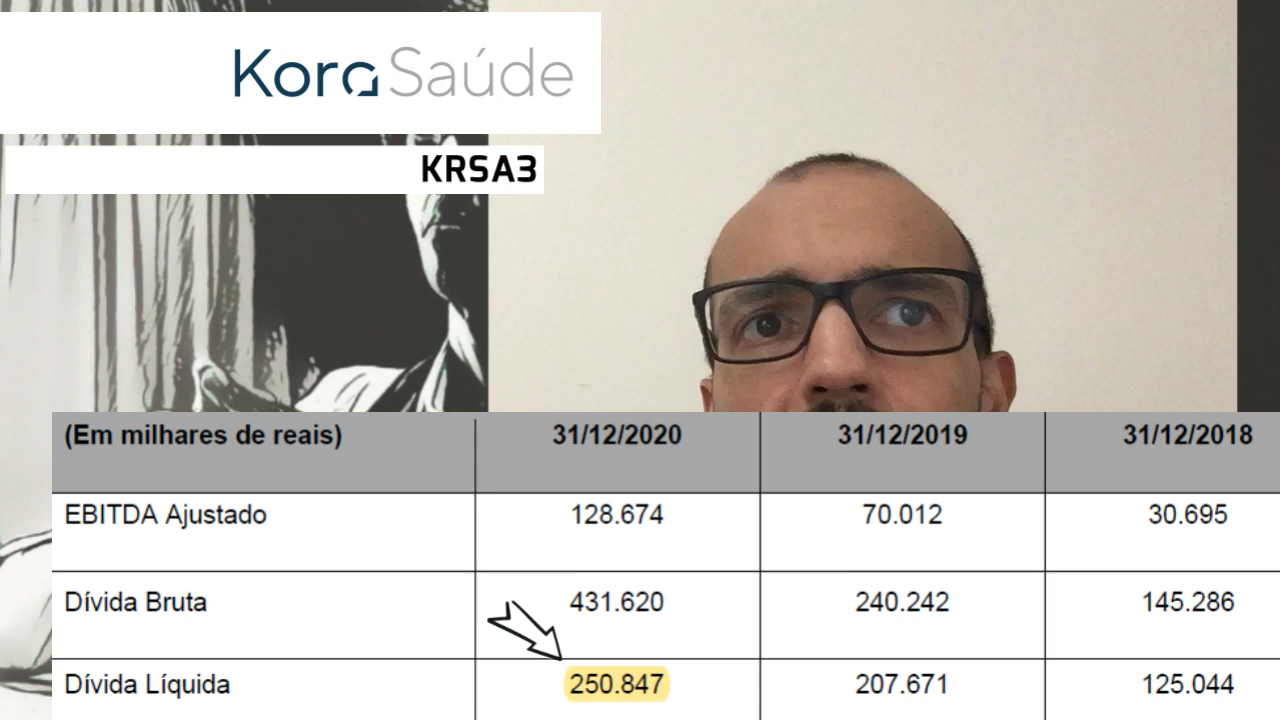 Kora Saúde
KRSA3
(Em milhares de reais) 31/12/2020 31/12/2019 31/12/2018
EBITDA Ajustado 128.674 70.012 30.695
Dívida Bruta 431.620 240.242 145.286
Dívida Líquida 250.847 207.671 125.044